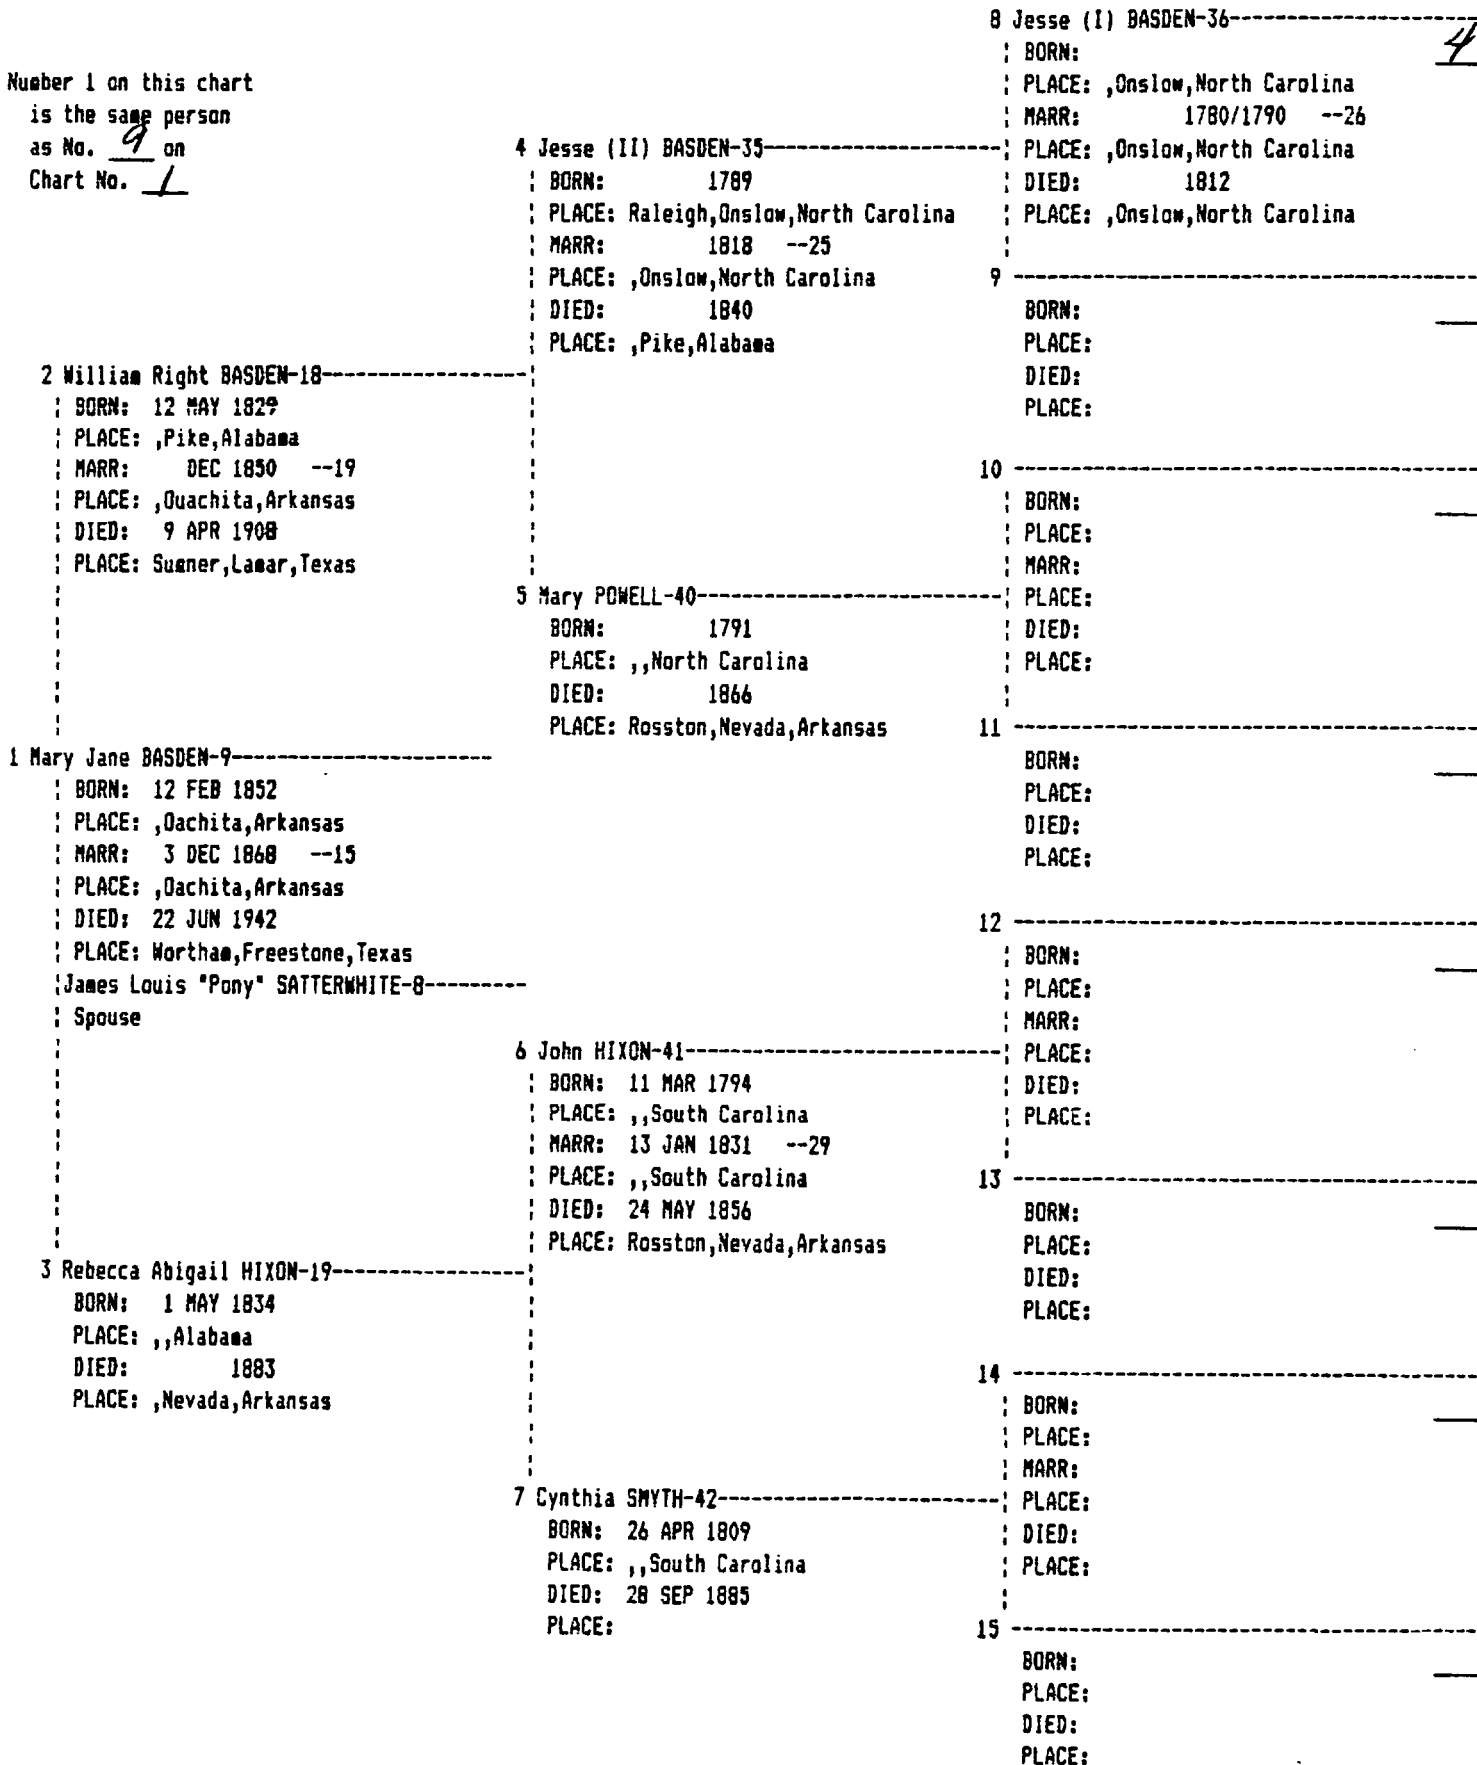 Number 1 on this chart
is the same person
as No. 9 on
Chart No. 1
8 Jesse (I) BASDEN-36
4
BORN:
PLACE: ,Onslow,North Carolina
MARR: 1780/1790 --26
PLACE: ,Onslow,North Carolina
DIED: 1812
PLACE: ,Onslow,North Carolina
4 Jesse (II) BASDEN-35
BORN: 1789
PLACE: Raleigh,Onslow,North Carolina
MARR: 1818 --25
PLACE: ,Onslow,North Carolina
DIED: 1840
PLACE: ,Pike,Alabama
9
BORN:
PLACE:
DIED:
PLACE:
2 William Right BASDEN-18
BORN: 12 MAY 1829
PLACE: ,Pike,Alabama
MARR: DEC 1850 --19
PLACE: ,Ouachita,Arkansas
DIED: 9 APR 1908
PLACE: Sumner,Lamar,Texas
10
BORN:
PLACE:
MARR:
PLACE:
DIED:
PLACE:
5 Mary POWELL-40
BORN: 1791
PLACE: ,,North Carolina
DIED: 1866
PLACE: Rosston,Nevada,Arkansas
11
BORN:
PLACE:
DIED:
PLACE:
1 Mary Jane BASDEN-9
BORN: 12 FEB 1852
PLACE: ,Oachita,Arkansas
MARR: 3 DEC 1868 --15
PLACE: ,Oachita,Arkansas
DIED: 22 JUN 1942
PLACE: Wortham,Freestone,Texas
James Louis "Pony" SATTERWHITE-8
Spouse
12
BORN:
PLACE:
MARR:
PLACE:
DIED:
PLACE:
6 John HIXON-41
BORN: 11 MAR 1794
PLACE: ,,South Carolina
MARR: 13 JAN 1831 --29
PLACE: ,,South Carolina
DIED: 24 MAY 1856
PLACE: Rosston,Nevada,Arkansas
13
BORN:
PLACE:
DIED:
PLACE:
3 Rebecca Abigail HIXON-19
BORN: 1 MAY 1834
PLACE: ,,Alabama
DIED: 1883
PLACE: ,Nevada,Arkansas
14
BORN:
PLACE:
MARR:
PLACE:
DIED:
PLACE:
7 Cynthia SMYTH-42
BORN: 26 APR 1809
PLACE: ,,South Carolina
DIED: 28 SEP 1885
PLACE:
15
BORN:
PLACE:
DIED:
PLACE: